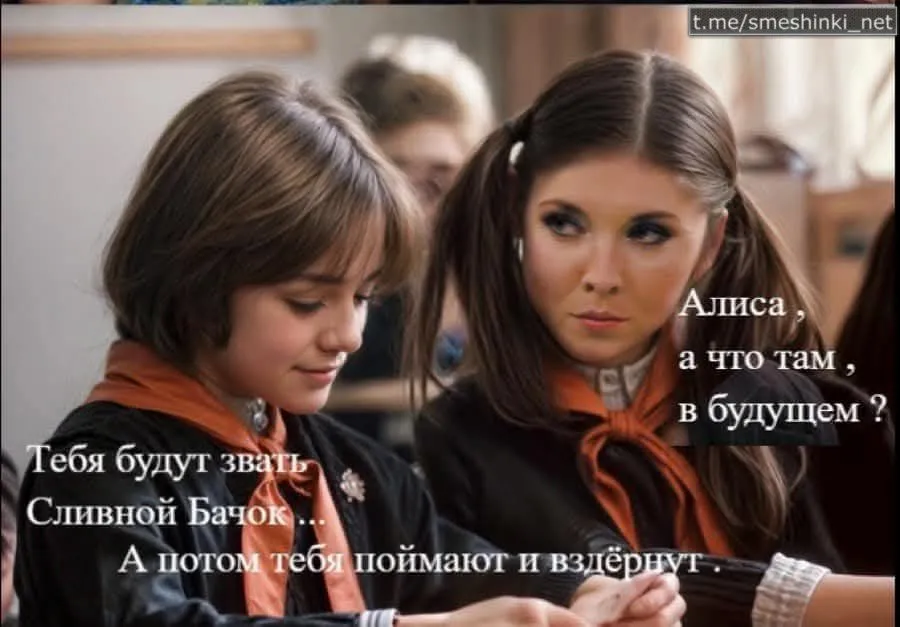 t.me/smeshinki_net
Алиса ,
а что там ,
в будущем ?
Тебя будут звать
Сливной Бачок ...
А потом тебя поймают и вздёрнут .